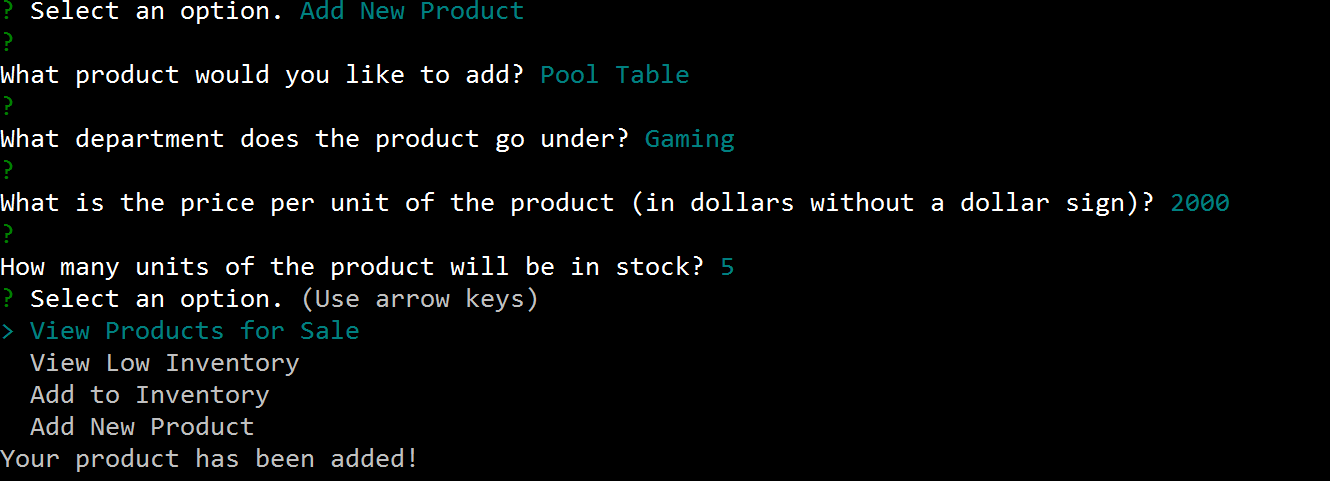 ? Select an option. Add New Product
?
What product would you like to add? Pool Table
?
What department does the product go under? Gaming
?
What is the price per unit of the product (in dollars without a dollar sign)? 2000
?
How many units of the product will be in stock? 5
? Select an option. (Use arrow keys)
> View Products for Sale
  View Low Inventory
  Add to Inventory
  Add New Product
Your product has been added!